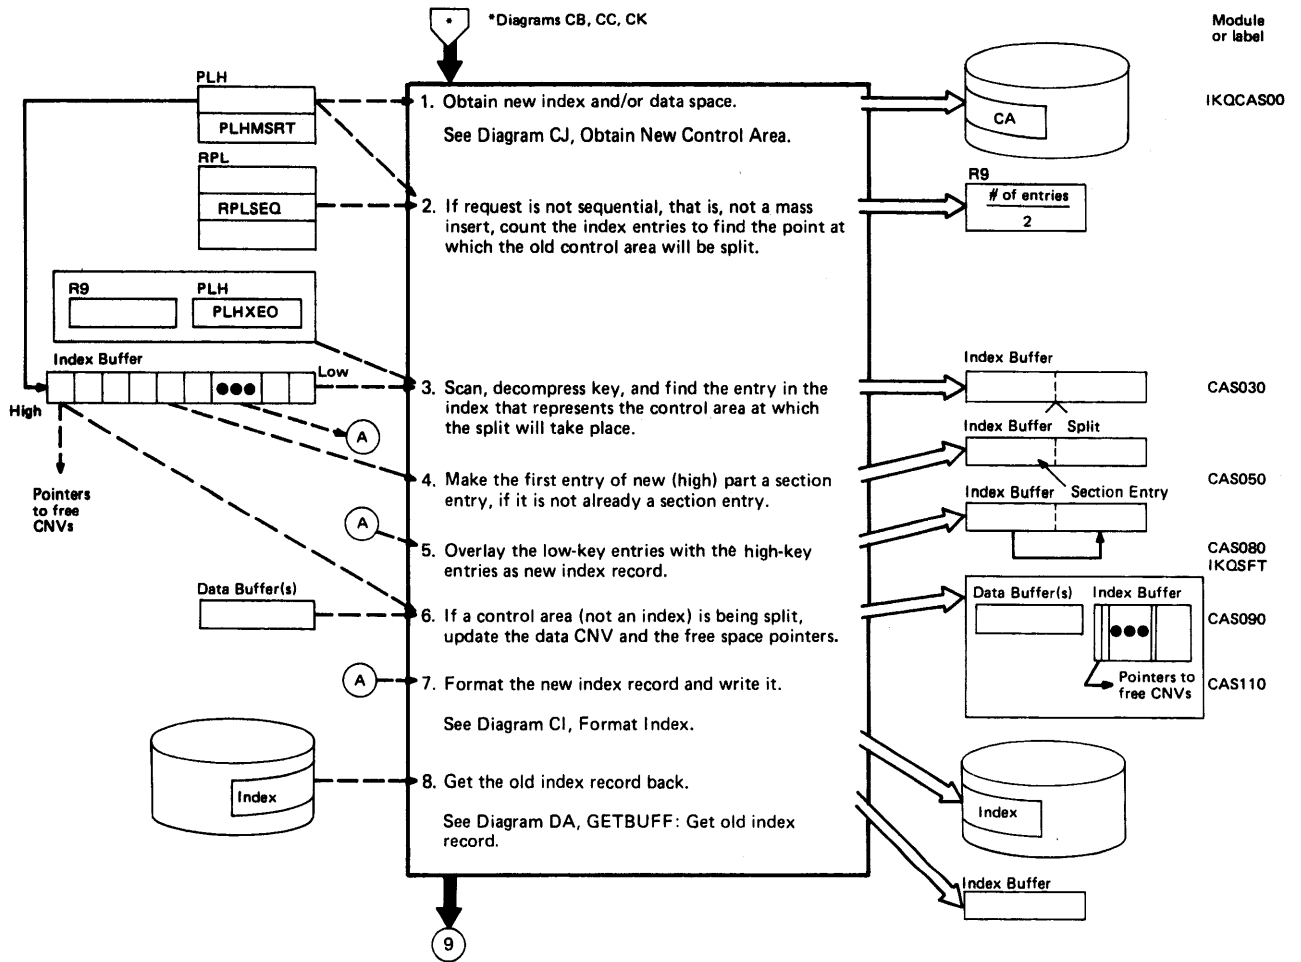 *
*Diagrams CB, CC, CK
Module
or label
PLH
PLHMSRT
1. Obtain new index and/or data space.
See Diagram CJ, Obtain New Control Area.
CA
IKQCAS00
RPL
RPLSEQ
2. If request is not sequential, that is, not a mass
insert, count the index entries to find the point at
which the old control area will be split.
R9
# of entries
2
R9
PLH
PLHXEO
Index Buffer
Low
High
3. Scan, decompress key, and find the entry in the
index that represents the control area at which
the split will take place.
Index Buffer
CAS030
A
Index Buffer
Split
Pointers
to free
CNVs
4. Make the first entry of new (high) part a section
entry, if it is not already a section entry.
Section Entry
CAS050
Index Buffer
A
5. Overlay the low-key entries with the high-key
entries as new index record.
CAS080
IKQSFT
Data Buffer(s)
6. If a control area (not an index) is being split,
update the data CNV and the free space pointers.
Data Buffer(s)
Index Buffer
CAS090
Pointers to
free CNVs
A
7. Format the new index record and write it.
See Diagram CI, Format Index.
CAS110
Index
8. Get the old index record back.
See Diagram DA, GETBUFF: Get old index
record.
Index
Index Buffer
9